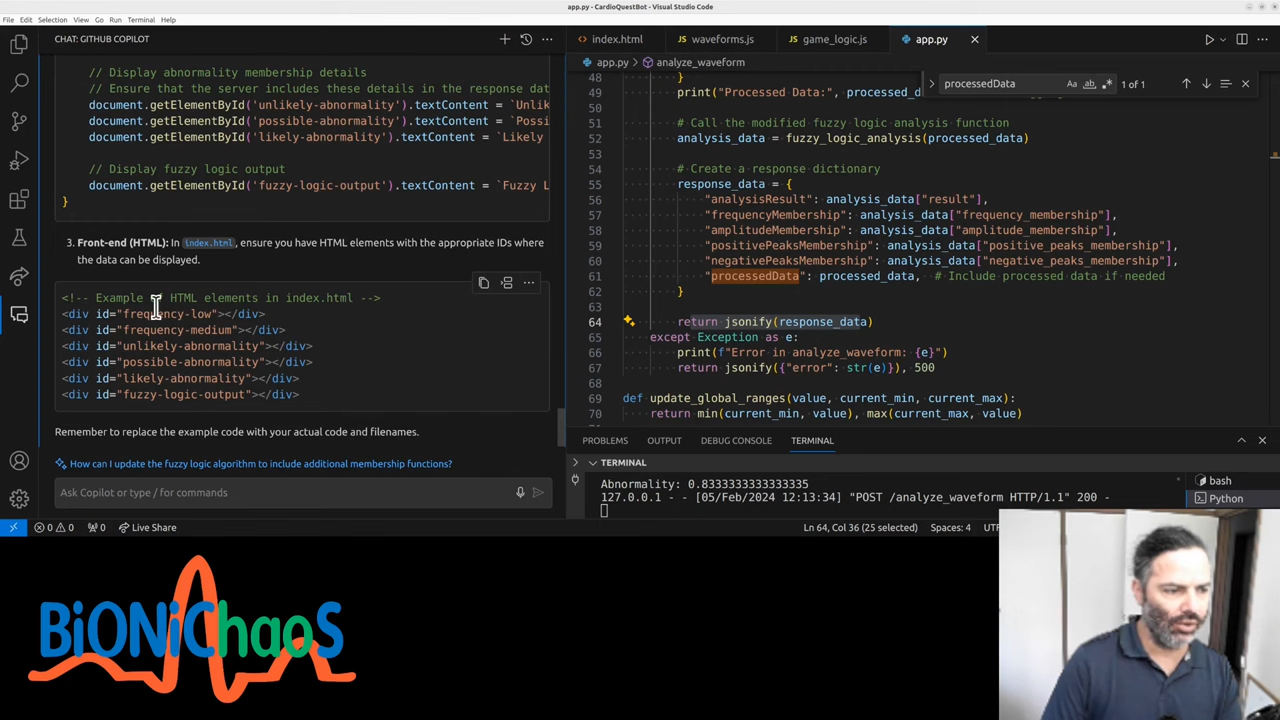 app.py - CardioQuestBot - Visual Studio Code
File Edit Selection View Go Run Terminal Help
CHAT: GITHUB COPILOT
// Display abnormality membership details
// Ensure that the server includes these details in the response dat
document.getElementById('unlikely-abnormality').textContent = `Unlik
document.getElementById('possible-abnormality').textContent = `Possi
document.getElementById('likely-abnormality').textContent = `Likely
// Display fuzzy logic output
document.getElementById('fuzzy-logic-output').textContent = `Fuzzy L
}
3. Front-end (HTML): In index.html, ensure you have HTML elements with the appropriate IDs where
the data can be displayed.
<!-- Example HTML elements in index.html -->
<div id="frequency-low"></div>
<div id="frequency-medium"></div>
<div id="unlikely-abnormality"></div>
<div id="possible-abnormality"></div>
<div id="likely-abnormality"></div>
<div id="fuzzy-logic-output"></div>
Remember to replace the example code with your actual code and filenames.
How can I update the fuzzy logic algorithm to include additional membership functions?
Ask Copilot or type / for commands
index.html waveforms.js game_logic.js app.py
app.py > analyze_waveform
processedData Aa ab 1 of 1
48 }
49 print("Processed Data:", processed_d
50
51 # Call the modified fuzzy logic analysis function
52 analysis_data = fuzzy_logic_analysis(processed_data)
53
54 # Create a response dictionary
55 response_data = {
56 "analysisResult": analysis_data["result"],
57 "frequencyMembership": analysis_data["frequency_membership"],
58 "amplitudeMembership": analysis_data["amplitude_membership"],
59 "positivePeaksMembership": analysis_data["positive_peaks_membership"],
60 "negativePeaksMembership": analysis_data["negative_peaks_membership"],
61 "processedData": processed_data, # Include processed data if needed
62 }
63
64 return jsonify(response_data)
65 except Exception as e:
66 print(f"Error in analyze_waveform: {e}")
67 return jsonify({"error": str(e)}), 500
68
69 def update_global_ranges(value, current_min, current_max):
70 return min(current_min, value), max(current_max, value)
PROBLEMS OUTPUT DEBUG CONSOLE TERMINAL
TERMINAL
Abnormality: 0.8333333333333335
127.0.0.1 - - [05/Feb/2024 12:13:34] "POST /analyze_waveform HTTP/1.1" 200 -
bash
Python
0 0 0 Live Share
Ln 64, Col 36 (25 selected) Spaces: 4
BiONiChaoS